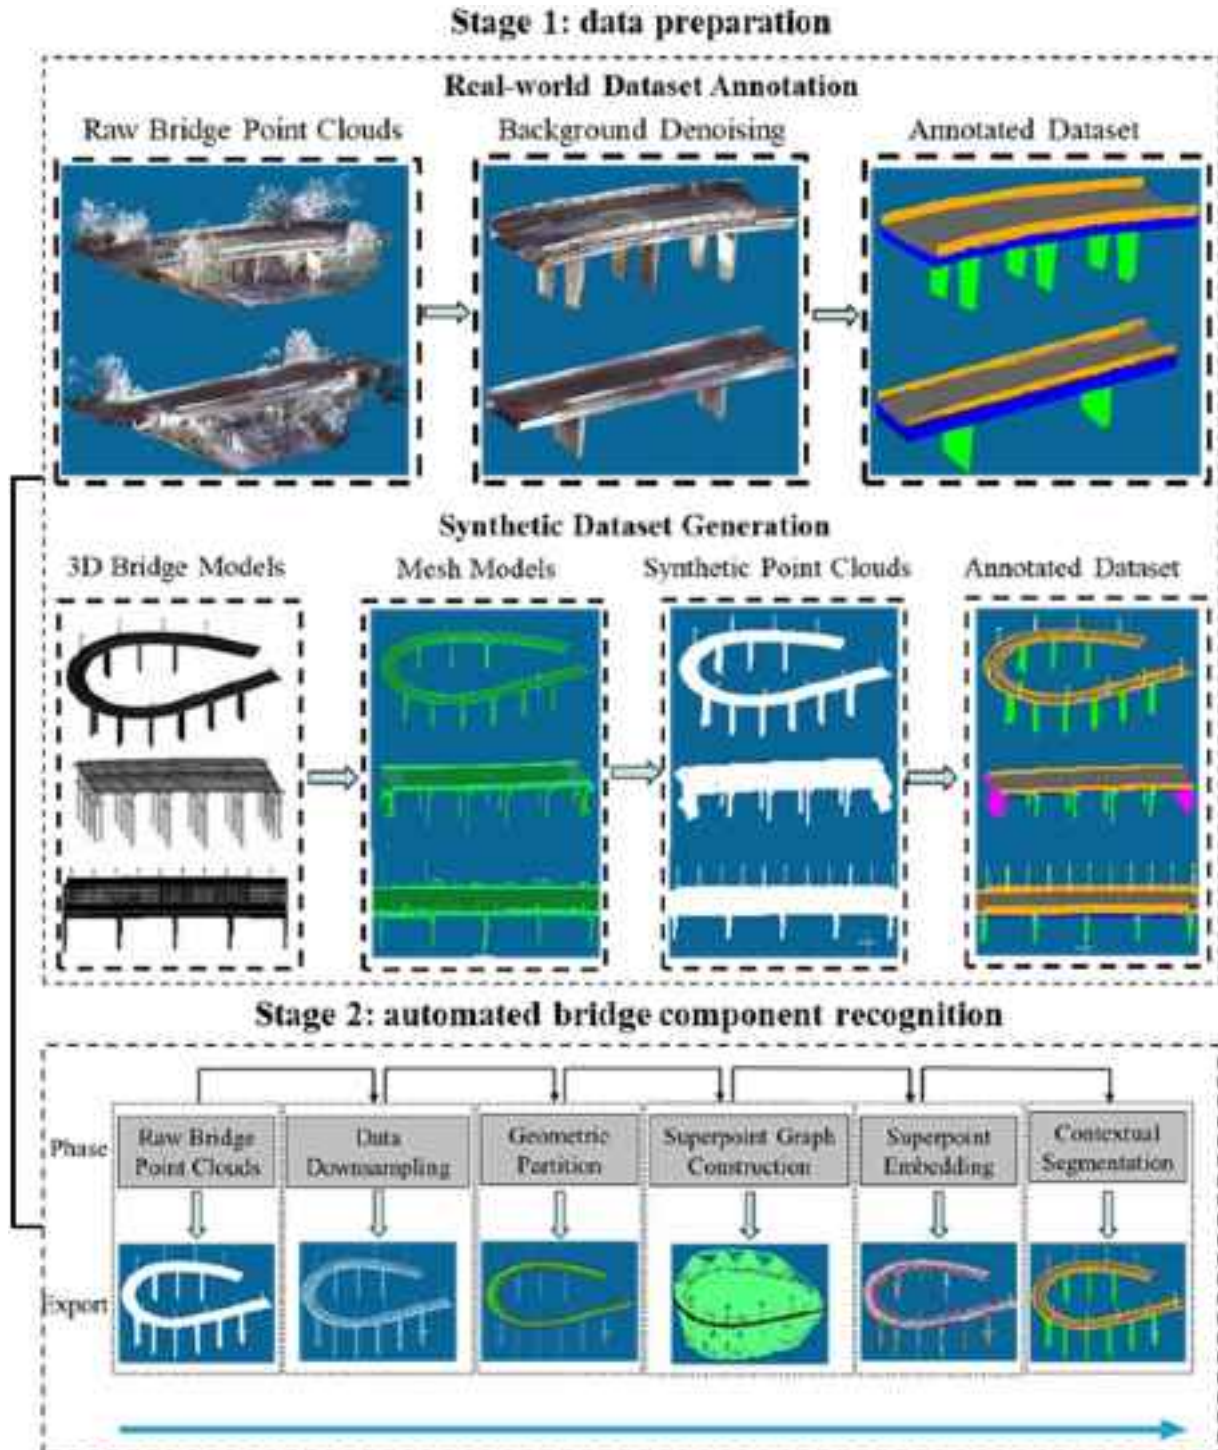 Stage 1: data preparation
Real-world Dataset Annotation
Raw Bridge Point Clouds
Background Denoising
Annotated Dataset
Synthetic Dataset Generation
3D Bridge Models
Mesh Models
Synthetic Point Clouds
Annotated Dataset
Stage 2: automated bridge component recognition
Phase
Raw Bridge
Point Clouds
Data
Downsampling
Geometric
Partition
Superpoint Graph
Construction
Superpoint
Embedding
Contextual
Segmentation
Export